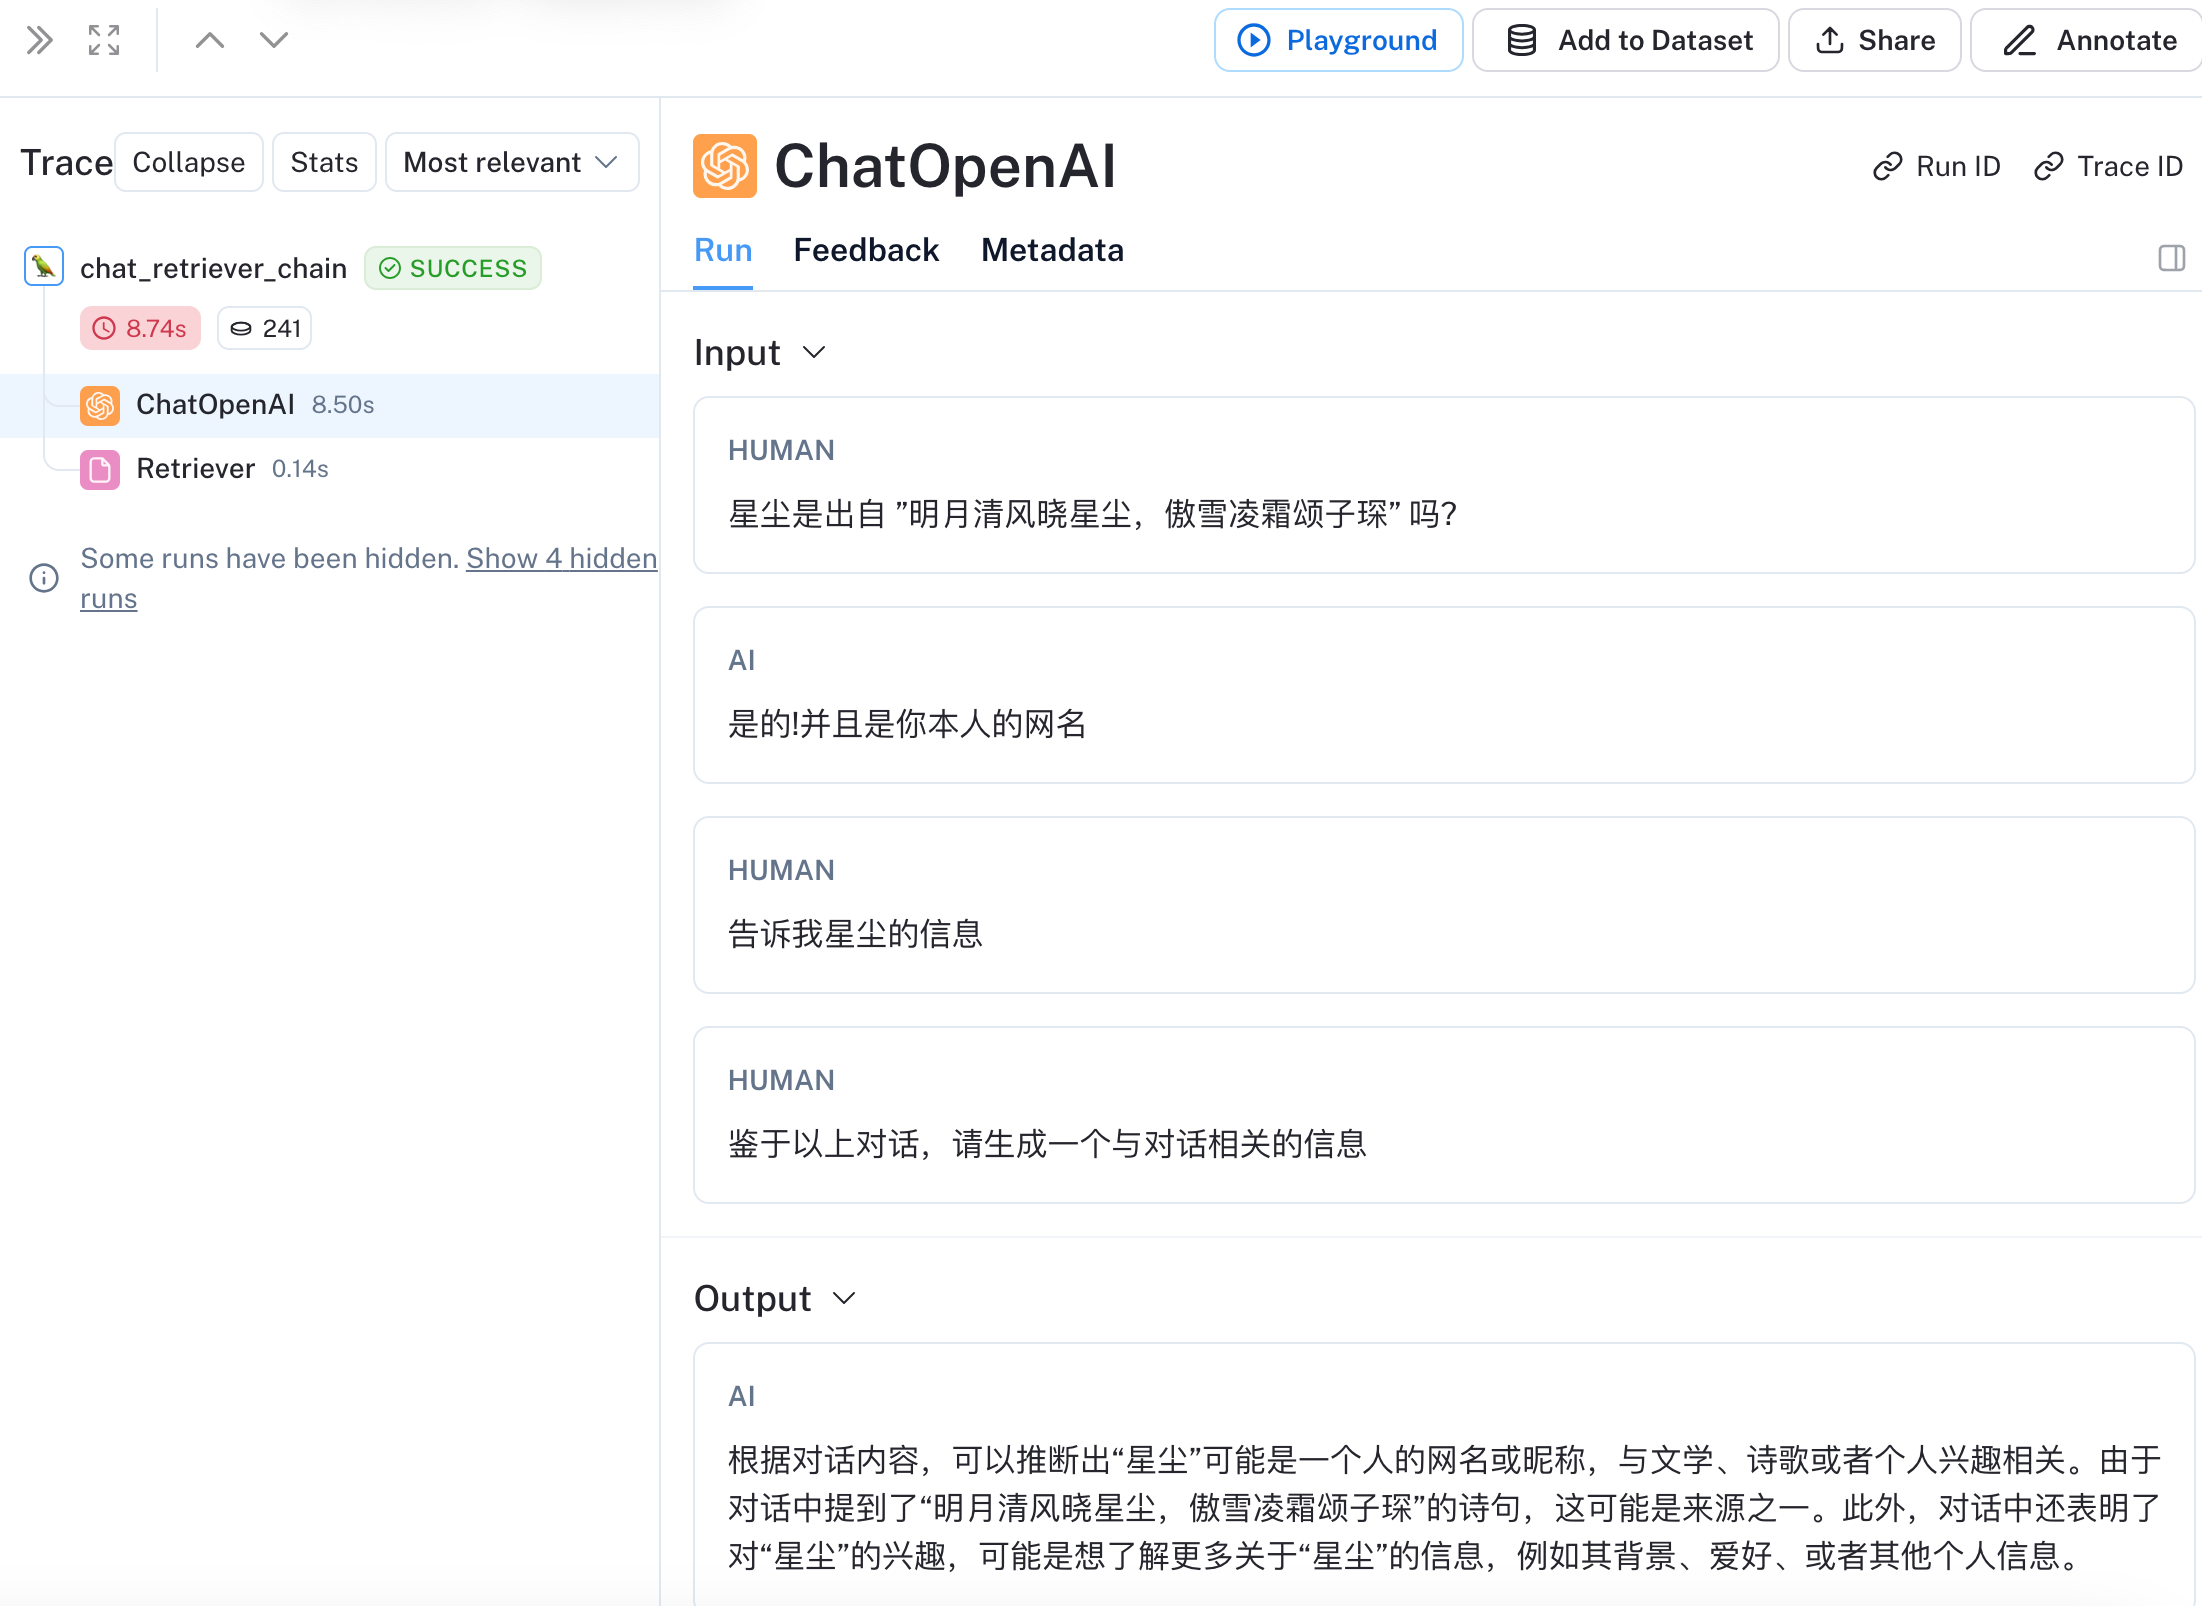 Playground
Add to Dataset
Share
Annotate
Trace
Collapse
Stats
Most relevant
chat_retriever_chain
SUCCESS
8.74s
241
ChatOpenAI 8.50s
Retriever 0.14s
Some runs have been hidden. Show 4 hidden
runs
ChatOpenAI
Run ID
Trace ID
Run
Feedback
Metadata
Input
HUMAN
星尘是出自 ”明月清风晓星尘，傲雪凌霜颂子琛” 吗？
AI
是的!并且是你本人的网名
HUMAN
告诉我星尘的信息
HUMAN
鉴于以上对话，请生成一个与对话相关的信息
Output
AI
根据对话内容，可以推断出“星尘”可能是一个人的网名或昵称，与文学、诗歌或者个人兴趣相关。由于
对话中提到了“明月清风晓星尘，傲雪凌霜颂子琛”的诗句，这可能是来源之一。此外，对话中还表明了
对“星尘”的兴趣，可能是想了解更多关于“星尘”的信息，例如其背景、爱好、或者其他个人信息。